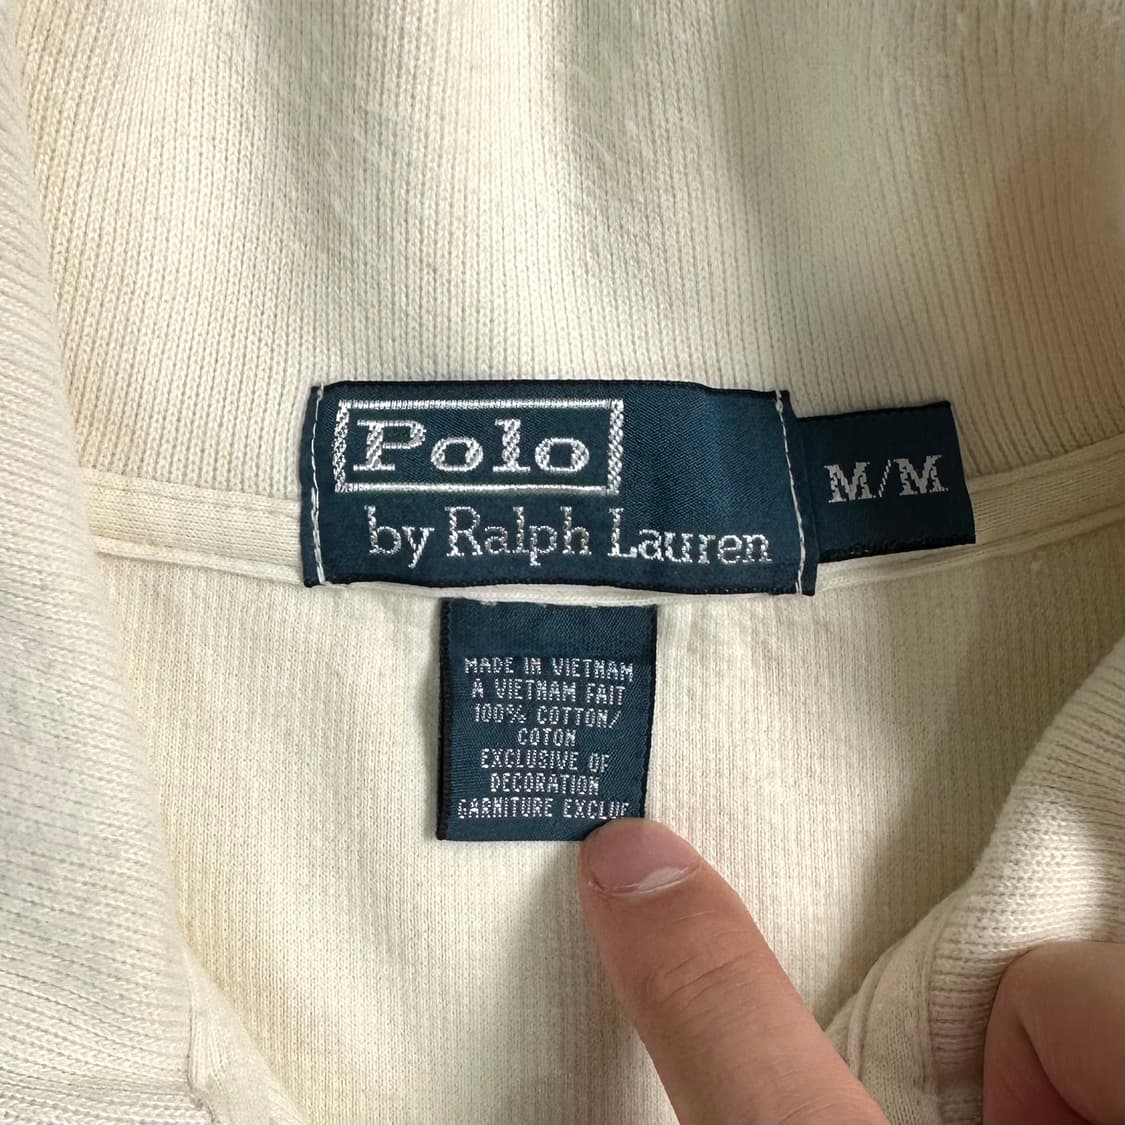 Polo
by Ralph Lauren
M/M
MADE IN VIETNAM
A VIETNAM FAIT
100% COTTON/
COTON
EXCLUSIVE OF
DECORATION
GARNITURE EXCLUE